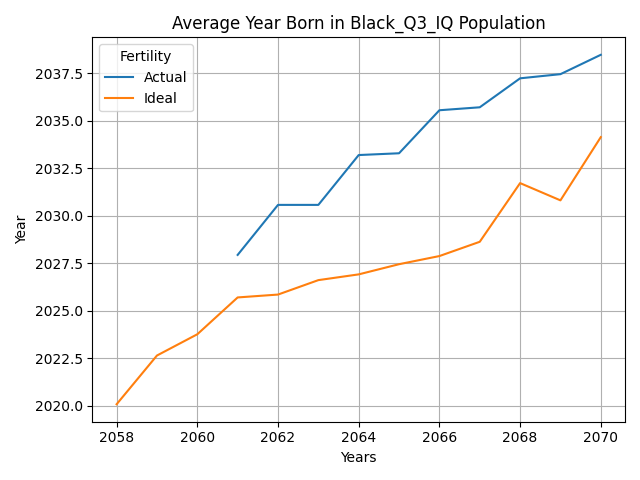 Average Year Born in Black_Q3_IQ Population
Fertility
Actual
Ideal
2037.5
2035.0
2032.5
2030.0
2027.5
2025.0
2022.5
2020.0
Year
2058 2060 2062 2064 2066 2068 2070
Years